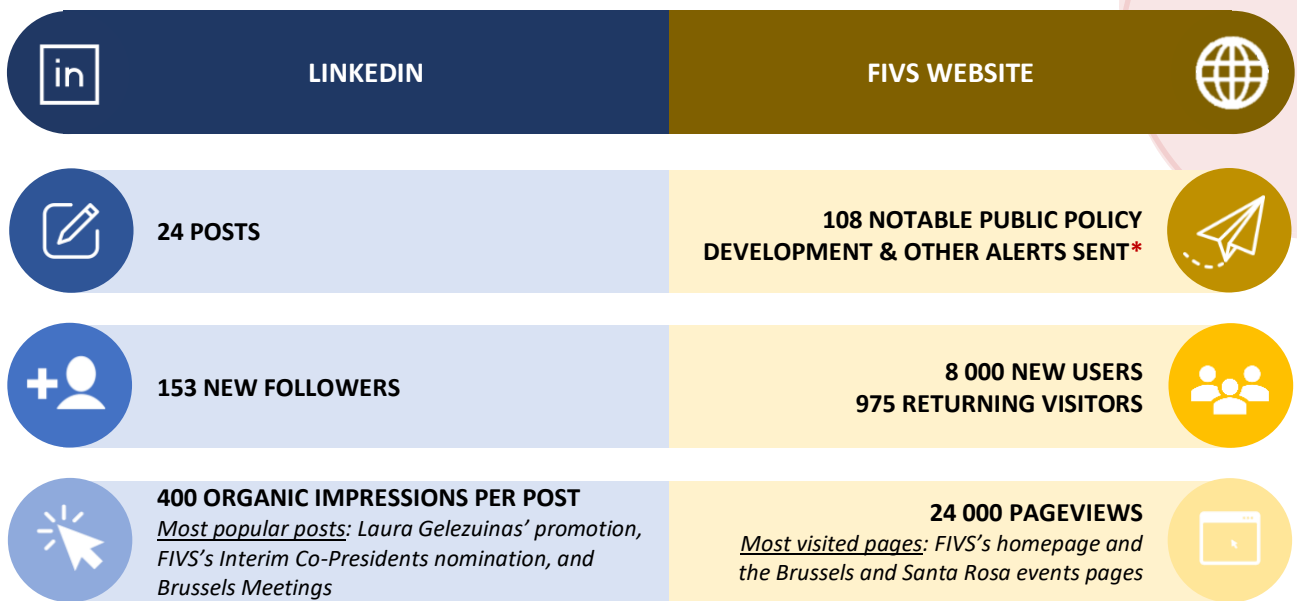 in
LINKEDIN
FIVS WEBSITE
24 POSTS
108 NOTABLE PUBLIC POLICY
DEVELOPMENT & OTHER ALERTS SENT*
153 NEW FOLLOWERS
8 000 NEW USERS
975 RETURNING VISITORS
400 ORGANIC IMPRESSIONS PER POST
Most popular posts: Laura Gelezuinas’ promotion,
FIVS’s Interim Co-Presidents nomination, and
Brussels Meetings
24 000 PAGEVIEWS
Most visited pages: FIVS’s homepage and
the Brussels and Santa Rosa events pages